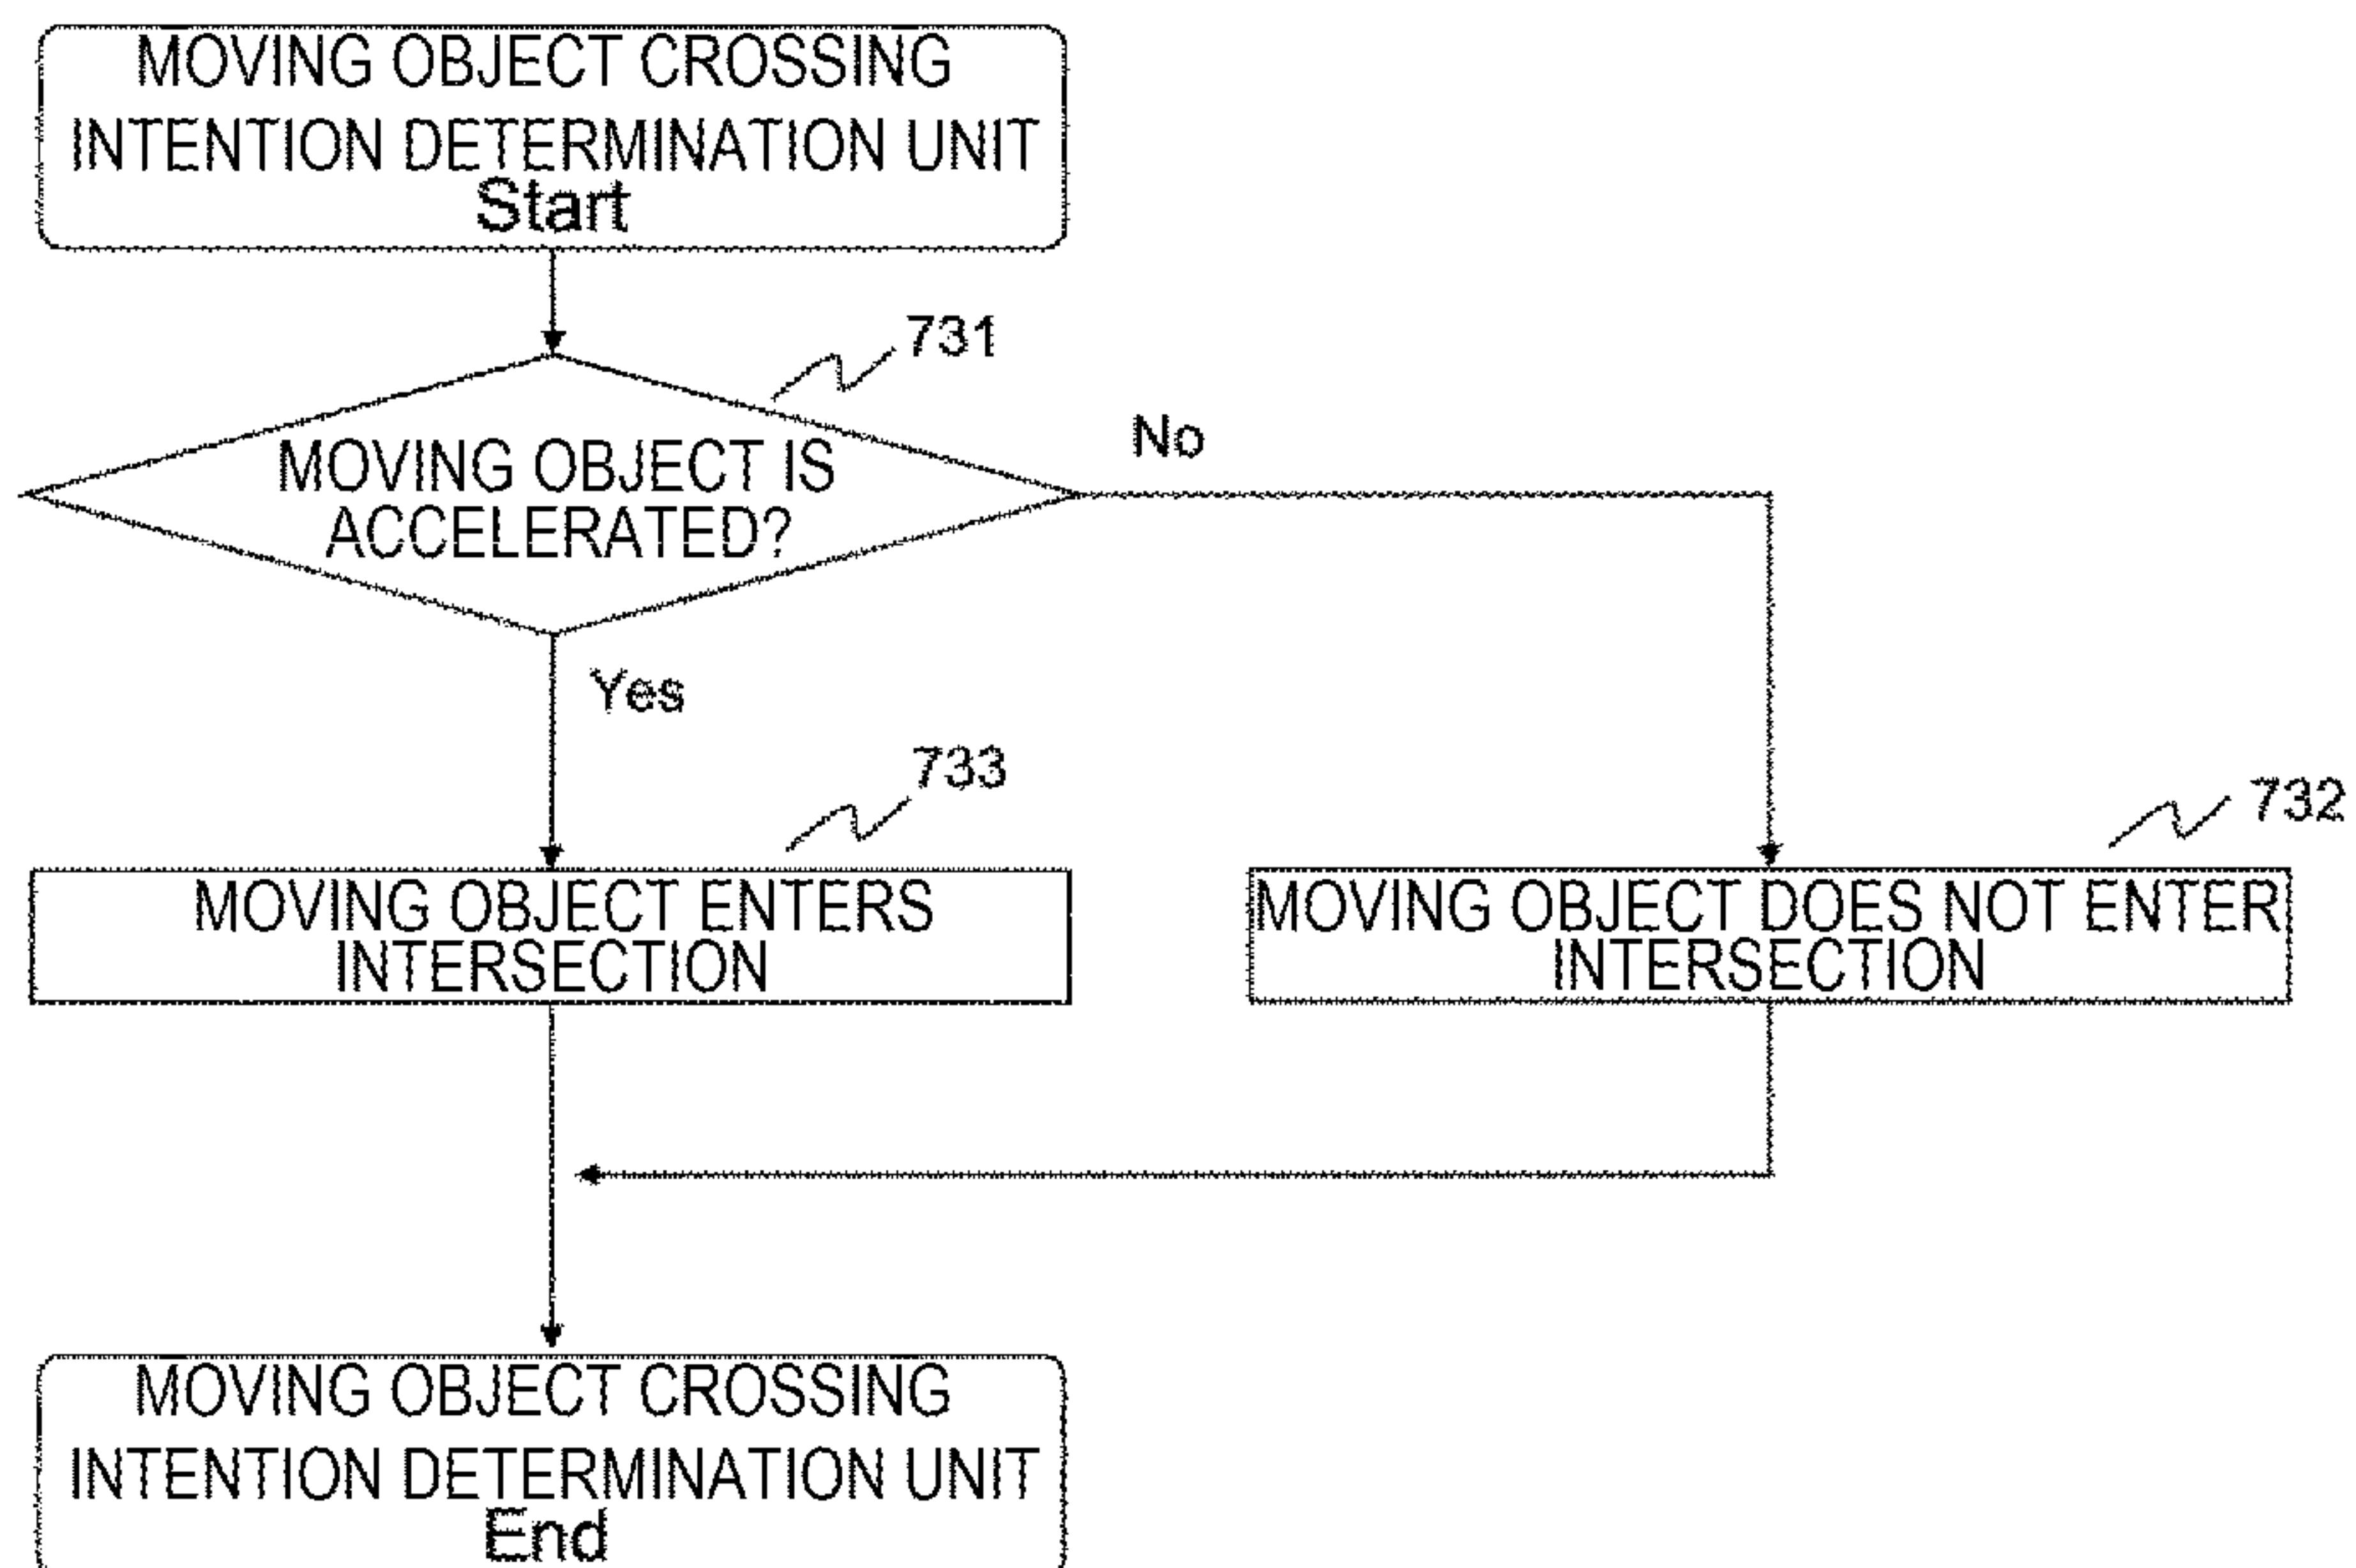 MOVING OBJECT CROSSING
INTENTION DETERMINATION UNIT
Start
731
No
MOVING OBJECT IS
ACCELERATED?
Yes
733
732
MOVING OBJECT ENTERS
INTERSECTION
MOVING OBJECT DOES NOT ENTER
INTERSECTION
MOVING OBJECT CROSSING
INTENTION DETERMINATION UNIT
End